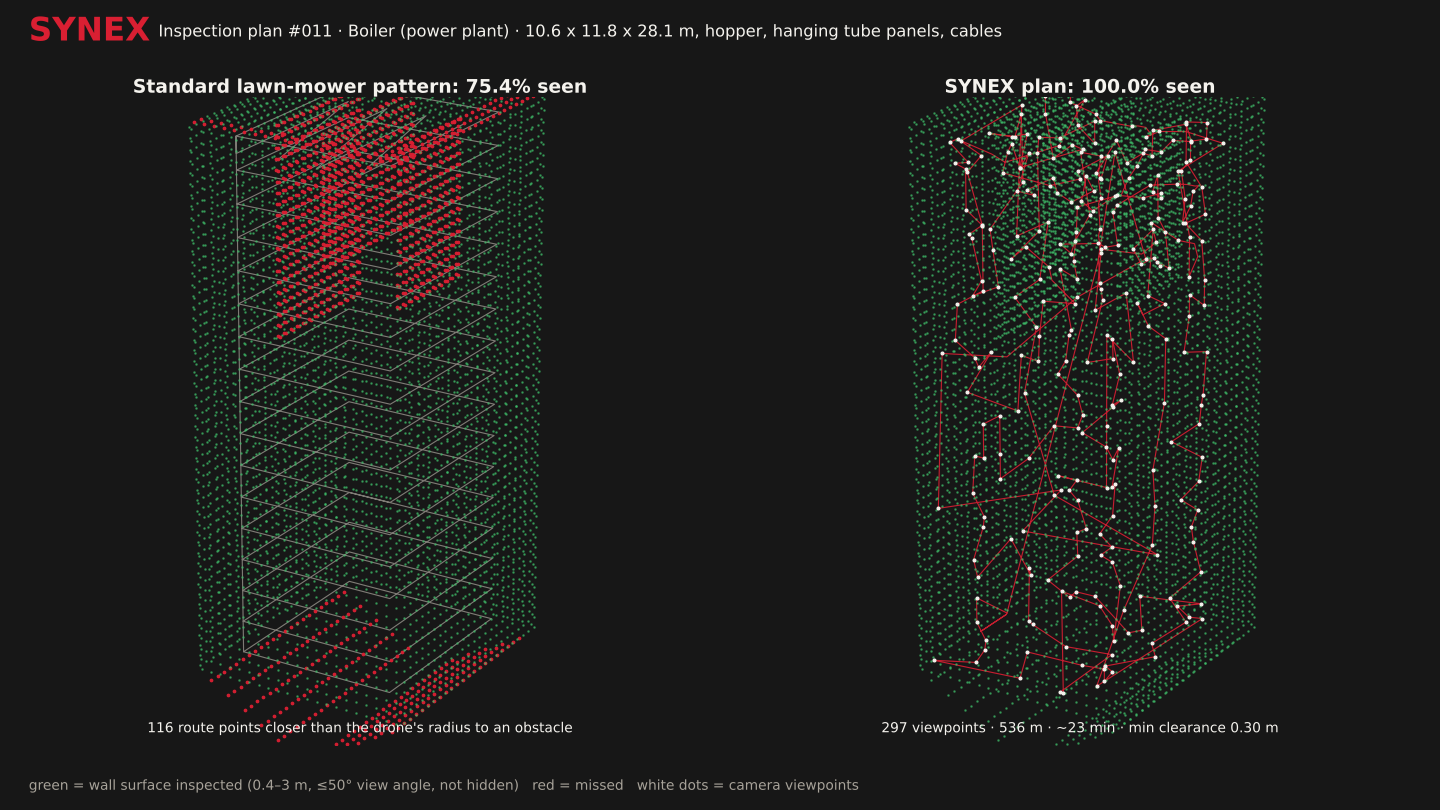 SYNEX Inspection plan #011 · Boiler (power plant) · 10.6 x 11.8 x 28.1 m, hopper, hanging tube panels, cables
Standard lawn-mower pattern: 75.4% seen
SYNEX plan: 100.0% seen
116 route points closer than the drone's radius to an obstacle
297 viewpoints · 536 m · ~23 min · min clearance 0.30 m
green = wall surface inspected (0.4–3 m, ≤50° view angle, not hidden) red = missed white dots = camera viewpoints